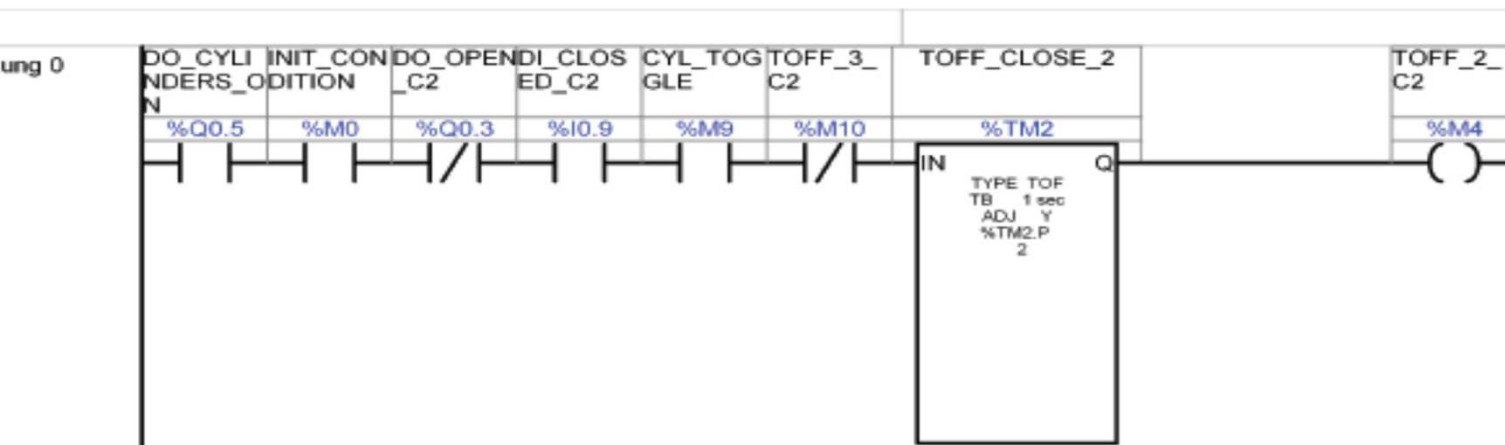 ung 0
DO_CYLI
NDERS_O
N
INIT_CON
DITION
DO_OPEN
_C2
DI_CLOS
ED_C2
CYL_TOG
GLE
TOFF_3_
C2
TOFF_CLOSE_2
TOFF_2_
C2
%Q0.5 %M0 %Q0.3 %I0.9 %M9 %M10 %TM2 %M4
IN Q
TYPE TOF
TB 1 sec
ADJ Y
%TM2.P
2